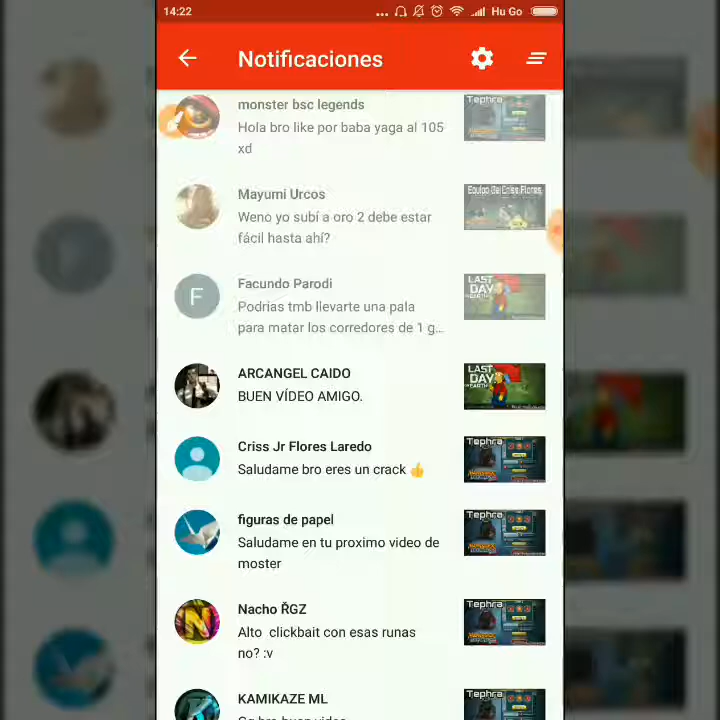 14:22
Hu Go
Notificaciones
monster bsc legends
Hola bro like por baba yaga al 105
xd
Tephra
Mayumi Urcos
Weno yo subí a oro 2 debe estar
fácil hasta ahí?
Facundo Parodi
Podrias tmb llevarte una pala
para matar los corredores de 1 g...
LAST
DAY
F
ARCANGEL CAIDO
BUEN VÍDEO AMIGO.
LAST
DAY
Criss Jr Flores Laredo
Saludame bro eres un crack 👍
Tephra
figuras de papel
Saludame en tu proximo video de
moster
Tephra
Nacho ŘGZ
Alto clickbait con esas runas
no? :v
Tephra
KAMIKAZE ML
Tephra